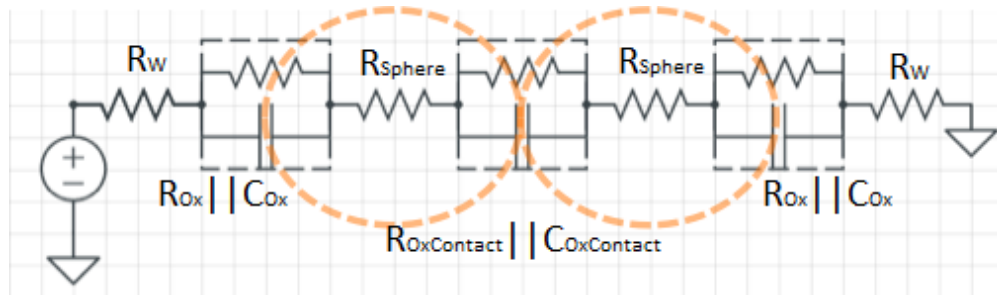 Rw
RSphere
RSphere
Rw
+
−
ROx||COx
ROxContact||COxContact
ROx||COx